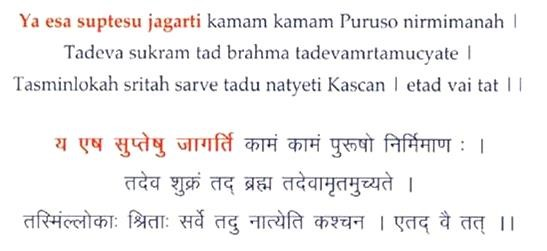 Ya esa suptesu jagarti kamam kamam Puruso nirmimanah |
Tadeva sukram tad brahma tadevamrtamucyate |
Tasminlokah sritah sarve tadu natyeti Kascan | etad vai tat ||
य एष सुप्तेषु जागर्ति कामं कामं पुरूषो निर्मिमाण : ।
तदेव शुक्रं तद् ब्रह्म तदेवामृतमुच्यते ।
तस्मिंल्लोकाः श्रिताः सर्वे तदु नात्येति कश्चन । एतद् वै तत् ।।